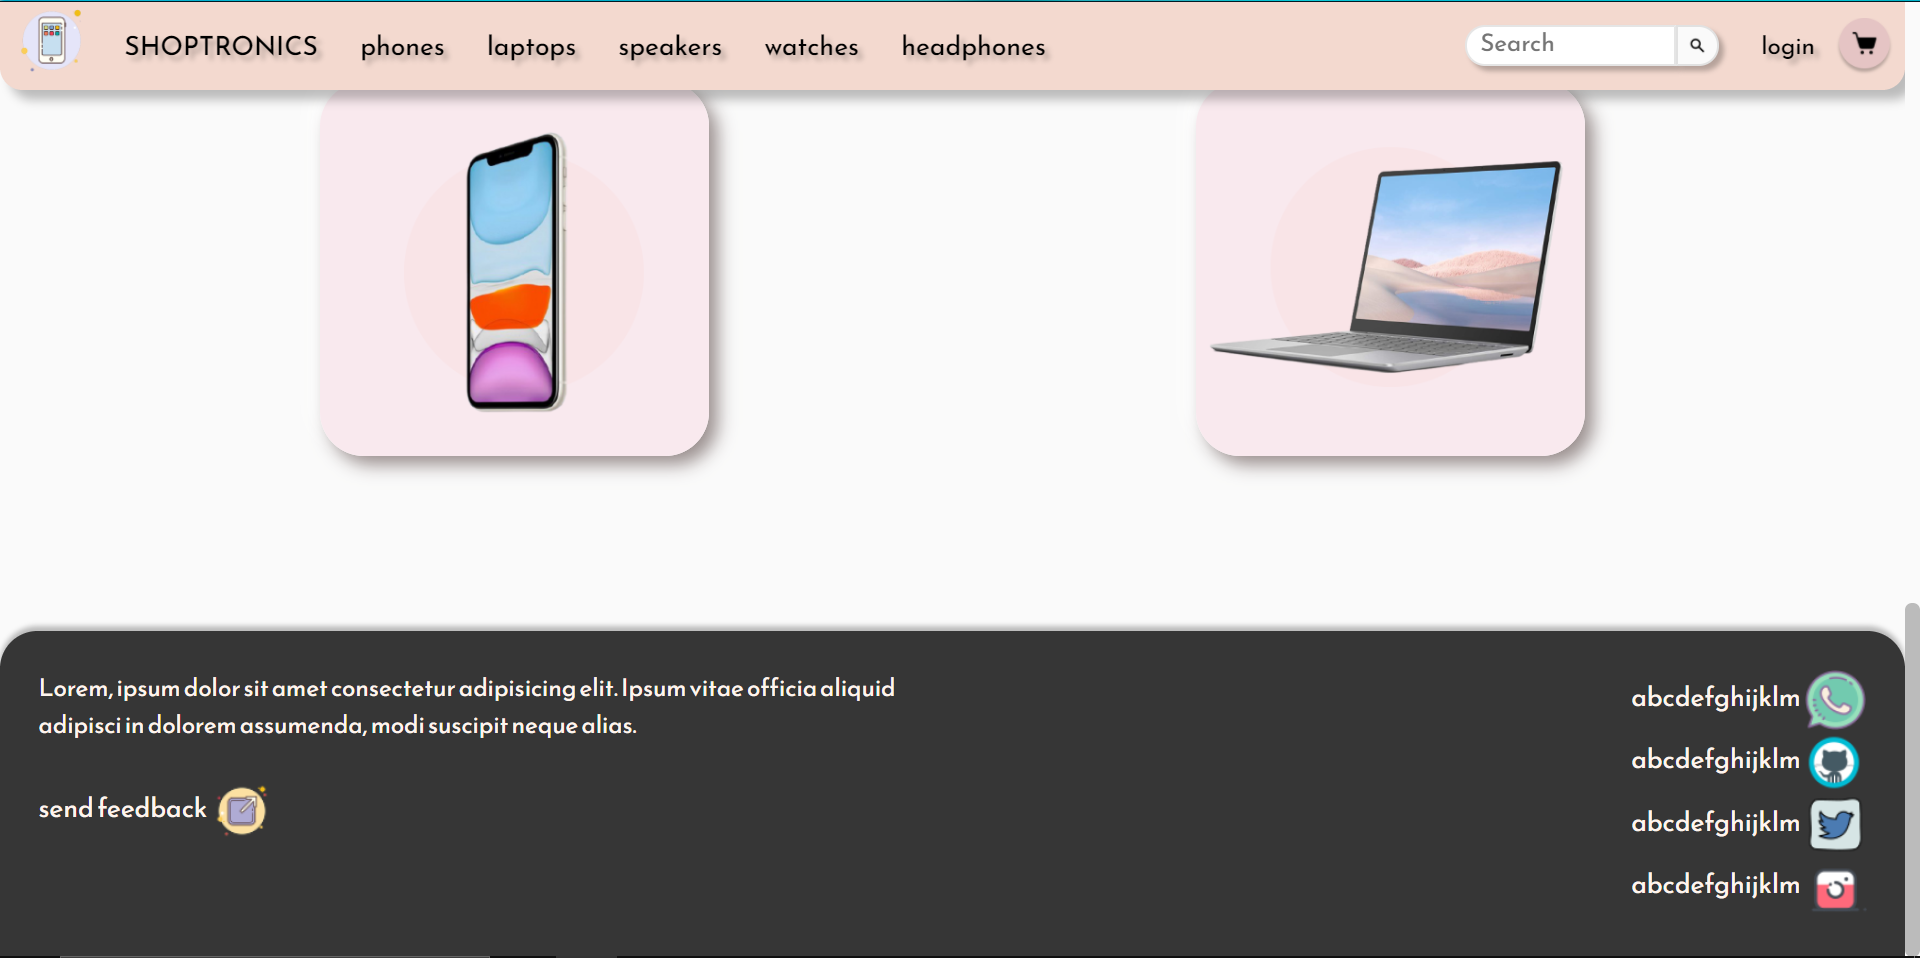 SHOPTRONICS phones laptops speakers watches headphones Search login
Lorem, ipsum dolor sit amet consectetur adipisicing elit. Ipsum vitae officia aliquid
adipisci in dolorem assumenda, modi suscipit neque alias.
send feedback
abcdefghijklm
abcdefghijklm
abcdefghijklm
abcdefghijklm